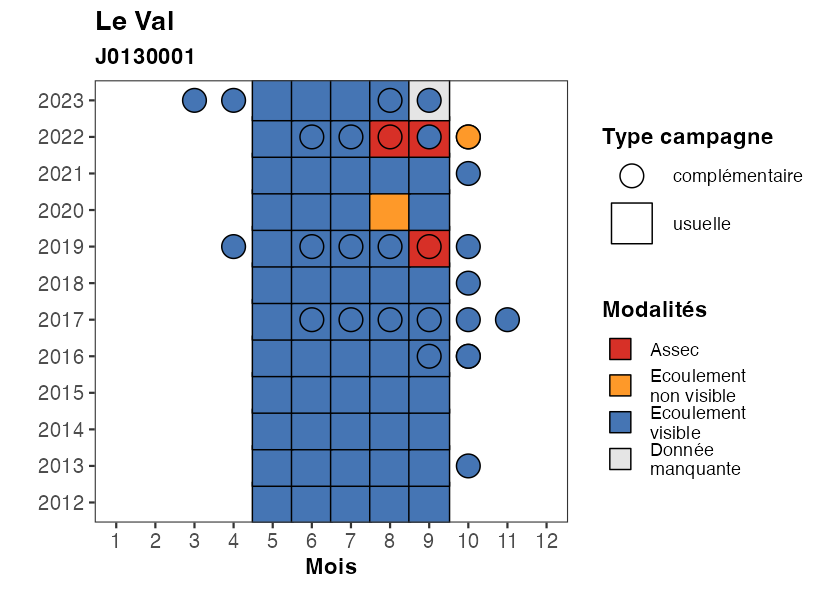 Le Val
J0130001
2023
2022
2021
2020
2019
2018
2017
2016
2015
2014
2013
2012
1 2 3 4 5 6 7 8 9 10 11 12
Mois
Type campagne
complémentaire
usuelle
Modalités
Assec
Ecoulement
non visible
Ecoulement
visible
Donnée
manquante